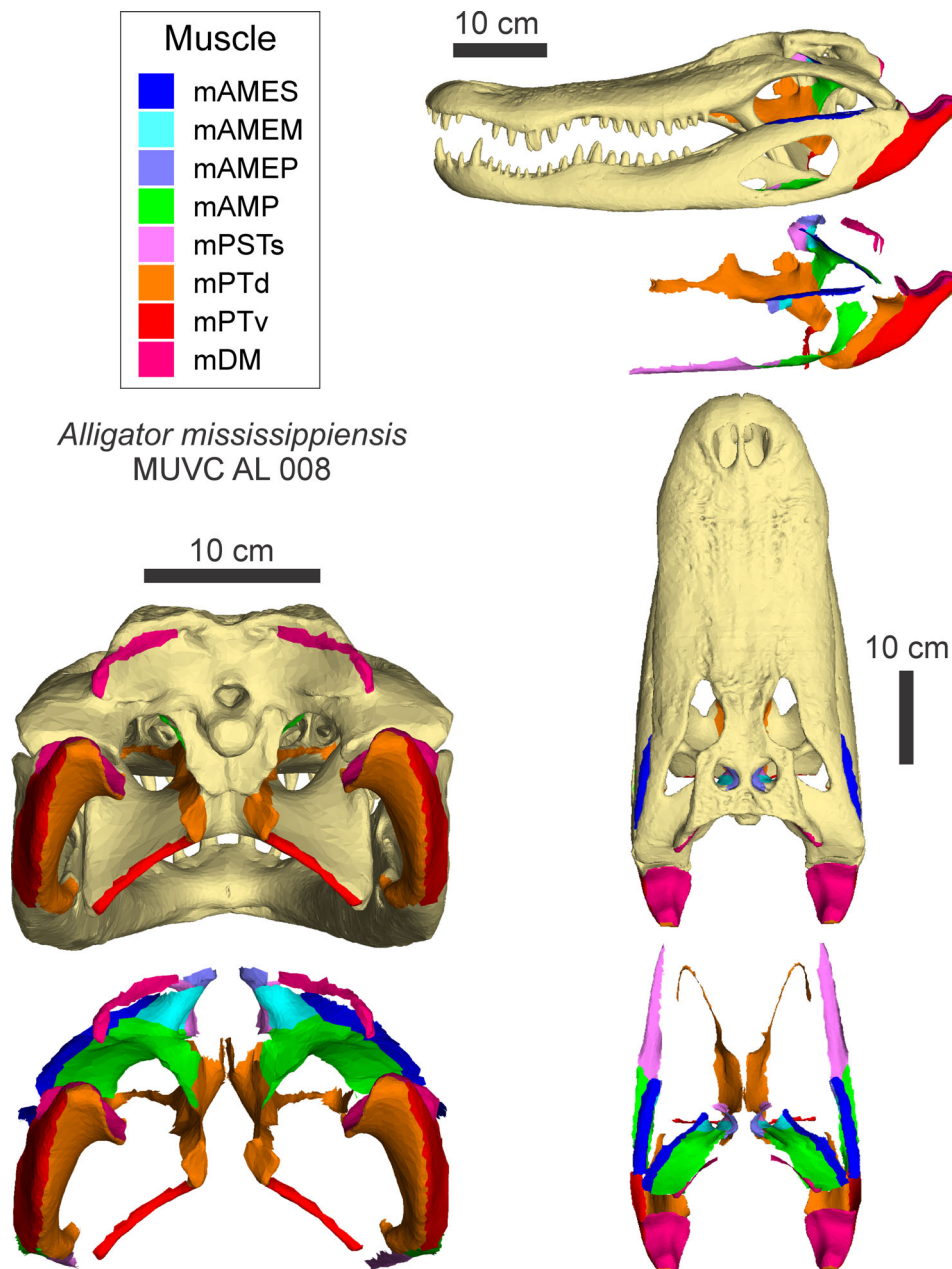 Muscle
mAMES
mAMEM
mAMEP
mAMP
mPSTs
mPTd
mPTv
mDM
10 cm
Alligator mississippiensis
MUVC AL 008
10 cm
10 cm